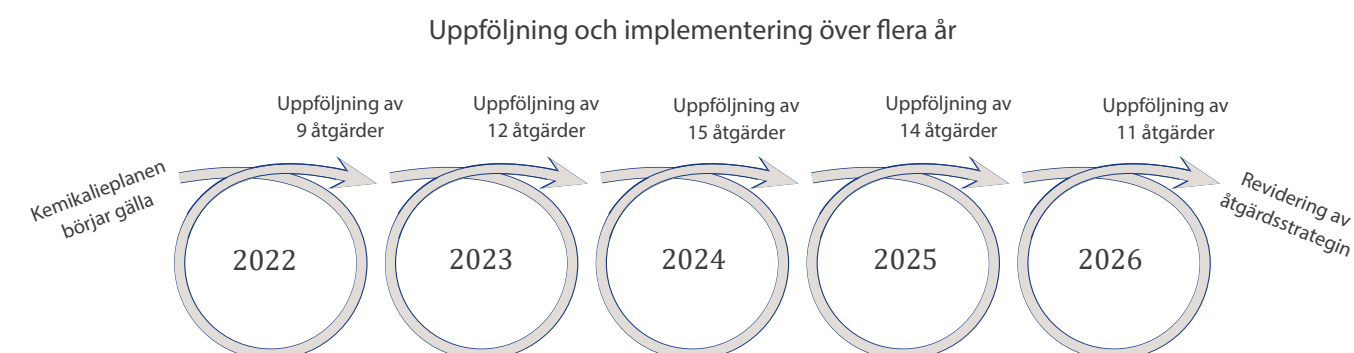 Uppföljning och implementering över flera år
Kemikalieplanen
börjar gälla
Uppföljning av
9 åtgärder
Uppföljning av
12 åtgärder
Uppföljning av
15 åtgärder
Uppföljning av
14 åtgärder
Uppföljning av
11 åtgärder
Revidering av
åtgärdsstrategin
2022
2023
2024
2025
2026